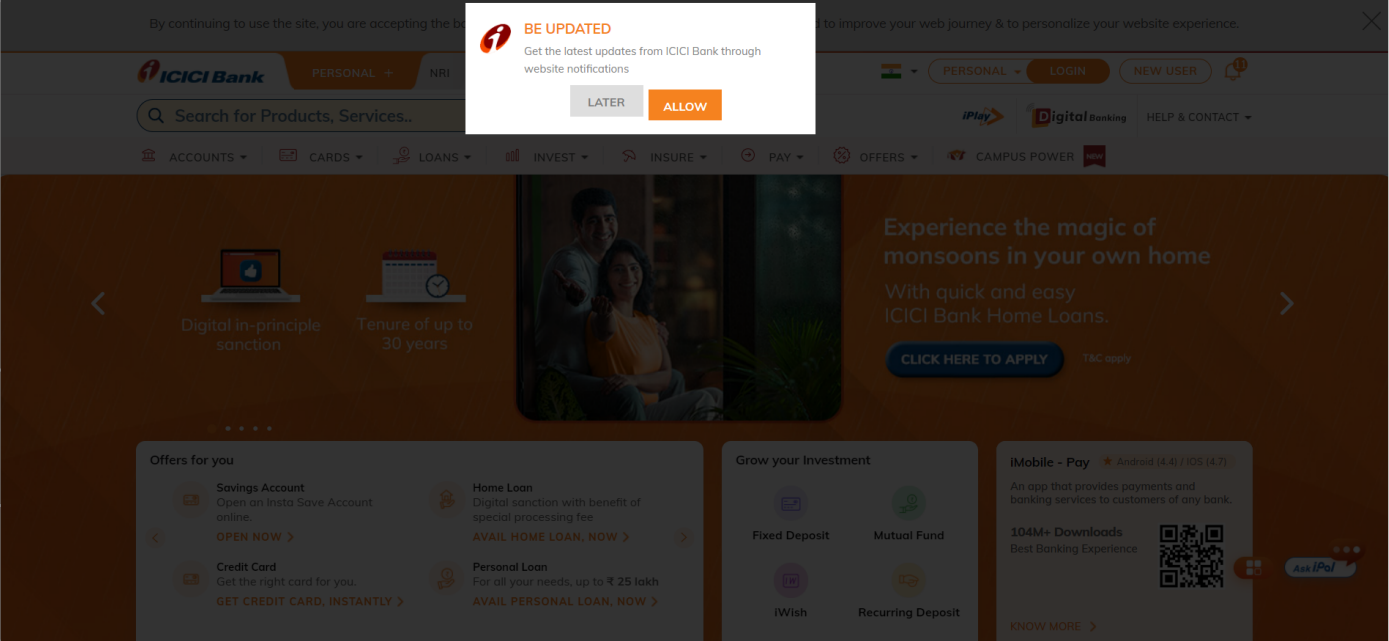 By continuing to use the site, you are accepting the b
d to improve your web journey & to personalize your website experience.
BE UPDATED
Get the latest updates from ICICI Bank through
website notifications
LATER
ALLOW
ICICI Bank
PERSONAL +
NRI
PERSONAL
LOGIN
NEW USER
11
Search for Products, Services..
iPlay
Digital Banking
HELP & CONTACT
ACCOUNTS
CARDS
LOANS
INVEST
INSURE
PAY
OFFERS
CAMPUS POWER
NEW
Digital in-principle
sanction
Tenure of up to
30 years
Experience the magic of
monsoons in your own home
With quick and easy
ICICI Bank Home Loans.
CLICK HERE TO APPLY
T&C apply
Offers for you
Savings Account
Open an Insta Save Account
online.
OPEN NOW >
Home Loan
Digital sanction with benefit of
special processing fee
AVAIL HOME LOAN, NOW >
Credit Card
Get the right card for you.
GET CREDIT CARD, INSTANTLY >
Personal Loan
For all your needs, up to ₹ 25 lakh
AVAIL PERSONAL LOAN, NOW >
Grow your Investment
Fixed Deposit
Mutual Fund
iWish
Recurring Deposit
iMobile - Pay
Android (4.4) / IOS (4.7)
An app that provides payments and
banking services to customers of any bank.
104M+ Downloads
Best Banking Experience
KNOW MORE >
Ask iPal